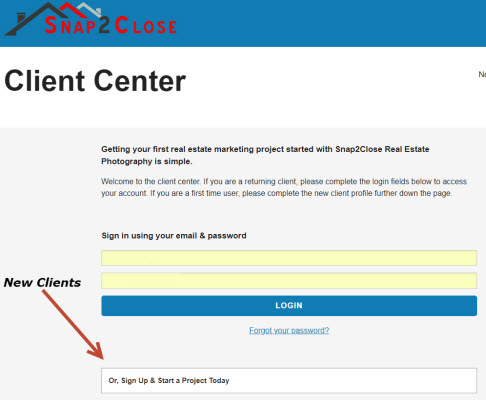 SNAP2CLOSE
Client Center
Getting your first real estate marketing project started with Snap2Close Real Estate
Photography is simple.
Welcome to the client center. If you are a returning client, please complete the login fields below to access
your account. If you are a first time user, please complete the new client profile further down the page.
Sign in using your email & password
New Clients
LOGIN
Forgot your password?
Or, Sign Up & Start a Project Today